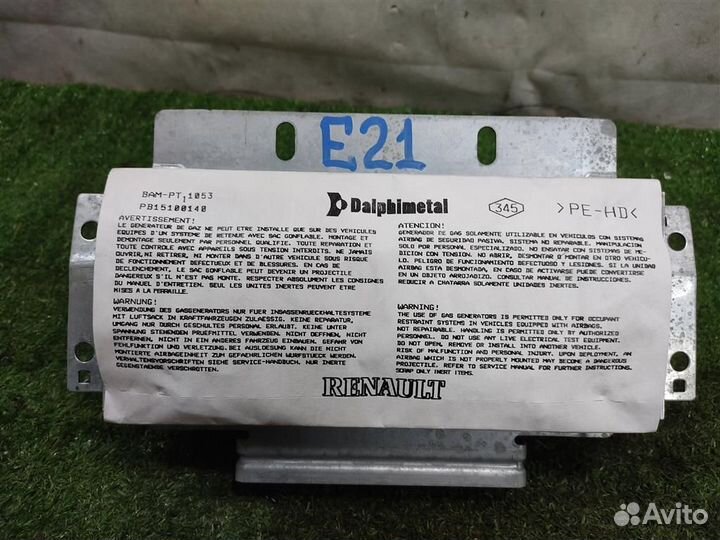 E21
BAM-PT 1053
PB15100140
Dalphimetal
345
>PE-HD<
AVERTISSEMENT!
LE GENERATEUR DE GAZ NE PEUT ETRE INSTALLE QUE SUR DES VEHICULES
EQUIPES D'UN SYSTEME DE RETENUE AVEC SAC GONFLABLE. MONTAGE ET
DEMONTAGE SEULEMENT PAR PERSONNEL QUALIFIE. TOUTE REPARATION ET
TOUTE CONTROLE AVEC APPAREILS SOUS TENSION INTERDITS. NE JAMAIS
OUVRIR,NI RETIRER, NI MONTER DANS D'AUTRE VEHICULE SOUS RISQUE
DE FONCTIONNEMENT DEFECTUEUX ET DE BLESSURES. EN CAS DE
DECLENCHEMENT, LE SAC GONFLABLE PEUT DEVENIR UN PROJECTILE
DANGEREUX S'IL N'EST PAS MONTE. RESPECTER ABSOLUMENT LES CONSIGNES
DU MANUEL D'ENTRETIEN. SEUL LES UNITES INERTES PEUVENT ETRE
MISES A LA FERRAILLE.
ATENCION!
GENERADOR DE GAS SOLAMENTE UTILIZABLE EN VEHICULOS CON SISTEMAS
AIRBAG DE SEGURIDAD PASIVA. SISTEMA NO REPARABLE. MANIPULACION
SOLO POR PERSONAL ESPECIALIZADO. NO ENGATAR CON SISTEMAS DE ME-
DICION CON TENSION. NO ABRIR, DESMONTAR O MONTAR EN OTRO VEHICU-
LO. PELIGRO DE FUNCIONAMIENTO DEFECTUOSO Y LESIONES. SI LA UNIDAD
AIRBAG ESTA DESMONTADA, EN CASO DE ACTIVARSE PUEDE CONVERTIRSE
EN UN OBJETO ARROJADIZO. CONSULTAR MANUAL DE INSTRUCCIONES.
REDUCIR A CHATARRA SOLAMENTE UNIDADES INERTES.
WARNUNG!
VERWENDUNG DES GASGENERATORS NUR FUER INBASSENRUECKHALTESYSTEME
MIT LUFTSACK IN KRAFTFAHRZEUGEN ZULAESSIG. KEINE REPARATUR,
UMGANG NUR DURCH GESCHULTES PERSONAL ERLAUBT. KEINE UNTER
SPANNUNG STEHENDEN PRUEFMITTEL VERWENDEN. NICHT OEFFNEN, NICHT
ENTFERNEN, NICHT IN EIN ANDERES FAHRZEUG EINBAUEN. GEFAHR VON
FEHLFUNKTION UND VERLETZUNG. BEI AUSLOESUNG KANN DIE NICHT
MONTIERTE AIRBAGEINHEIT ZUM GEFAEHRLICHEN WURFSTUECK WERDEN.
VERHALTENSVORSCHRIFTEN SIEHE SERVICE-HANDBUCH. NUR INERTE
GEGENSTAENDE VERSCHROTTEN.
WARNING!
THE USE OF GAS GENERATORS IS PERMITTED ONLY FOR OCCUPANT
RESTRAINT SYSTEMS IN VEHICLES EQUIPPED WITH AIRBAGS.
NOT REPAIRABLE. HANDLING IS PERMITTED ONLY BY AUTHORIZED
PERSONNEL. DO NOT USE ANY LIVE ELECTRICAL TEST EQUIPMENT.
DO NOT OPEN, REMOVE OR INSTALL INTO ANOTHER VEHICLE.
RISK OF MALFUNCTION AND PERSONAL INJURY. UPON DEPLOYMENT, AN
AIRBAG WHICH IS NOT PROPERLY MOUNTED MAY BECOME A DANGEROUS
PROJECTILE. REFER TO SERVICE MANUAL FOR FURTHER INSTRUCTIONS.
SCRAP ONLY INERT ITEMS.
RENAULT
Avito